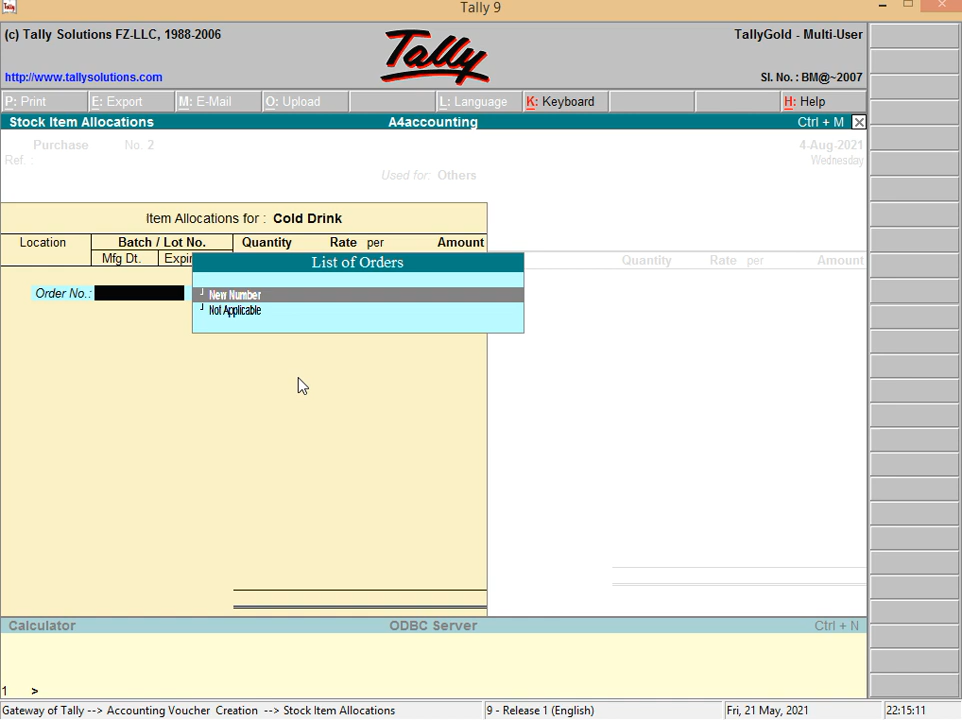 Tally 9
(c) Tally Solutions FZ-LLC, 1988-2006
TallyGold - Multi-User
Tally
http://www.tallysolutions.com
Sl. No. : BM@~2007
P: Print E: Export M: E-Mail O: Upload L: Language K: Keyboard H: Help
Stock Item Allocations A4accounting Ctrl + M
Purchase No. 2 4-Aug-2021
Ref. : Wednesday
Used for: Others
Item Allocations for : Cold Drink
Location Batch / Lot No. Quantity Rate per Amount
Mfg Dt. Expir
Quantity Rate per Amount
List of Orders
Order No.:
New Number
Not Applicable
Calculator ODBC Server Ctrl + N
1 >
Gateway of Tally --> Accounting Voucher Creation --> Stock Item Allocations 9 - Release 1 (English) Fri, 21 May, 2021 22:15:11